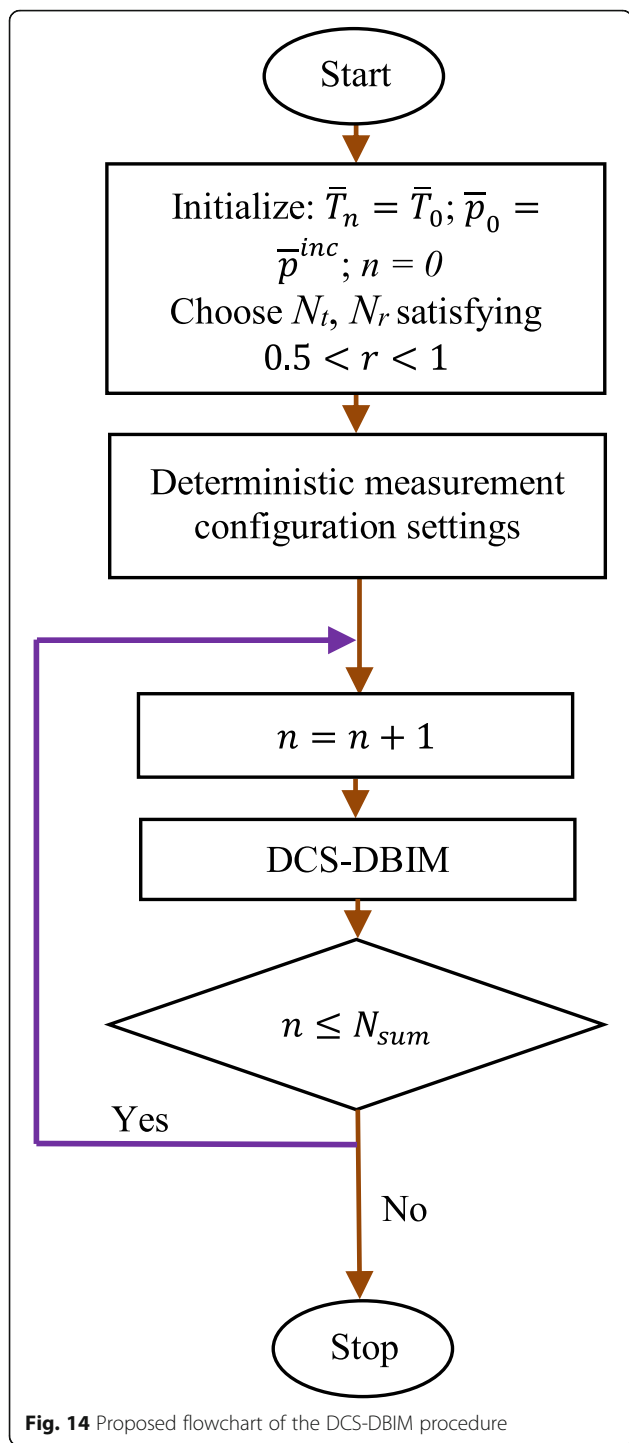 Start
Initialize: T̅ₙ = T̅₀; p̅₀ =
p̅ⁱⁿᶜ; n = 0
Choose Nₜ, Nᵣ satisfying
0.5 < r < 1
Deterministic measurement
configuration settings
n = n + 1
DCS-DBIM
n ≤ Nₛᵤₘ
Yes
No
Stop
Fig. 14 Proposed flowchart of the DCS-DBIM procedure